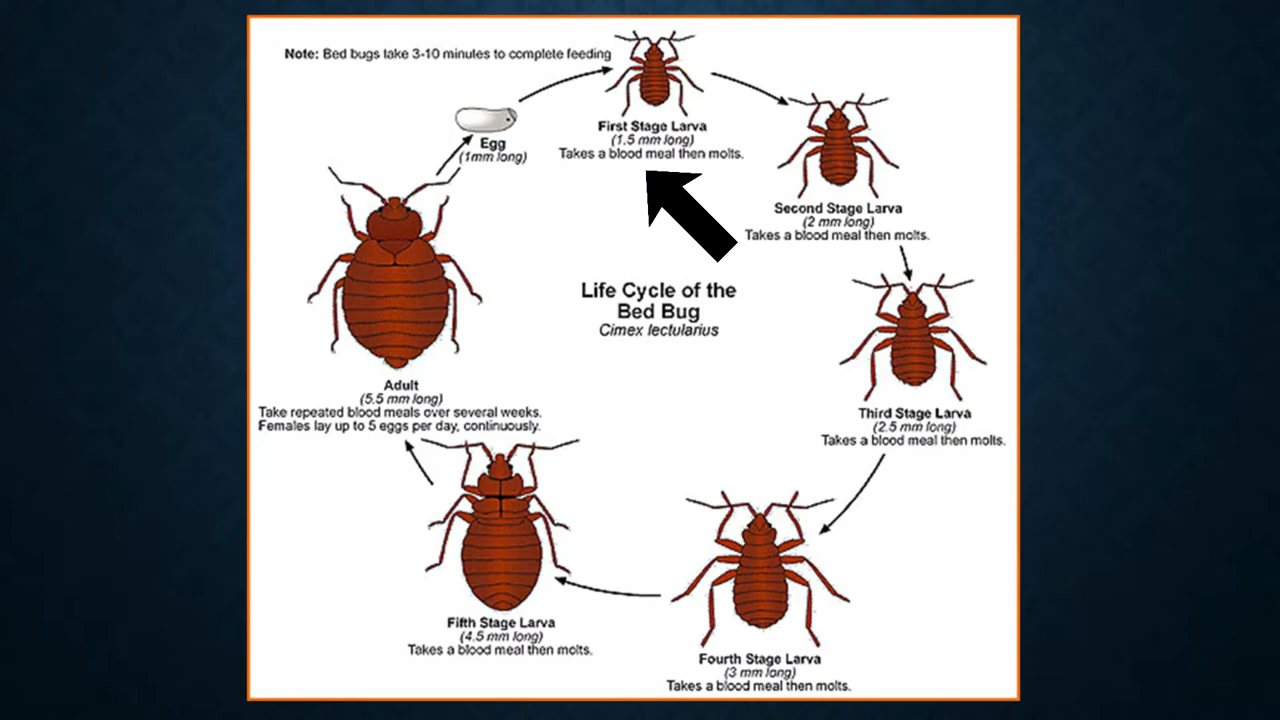 Note: Bed bugs take 3-10 minutes to complete feeding
First Stage Larva
(1.5 mm long)
Takes a blood meal then molts.
Egg
(1mm long)
Second Stage Larva
(2 mm long)
Takes a blood meal then molts.
Life Cycle of the
Bed Bug
Cimex lectularius
Adult
(5.5 mm long)
Take repeated blood meals over several weeks.
Females lay up to 5 eggs per day, continuously.
Third Stage Larva
(2.5 mm long)
Takes a blood meal then molts.
Fifth Stage Larva
(4.5 mm long)
Takes a blood meal then molts.
Fourth Stage Larva
(3 mm long)
Takes a blood meal then molts.